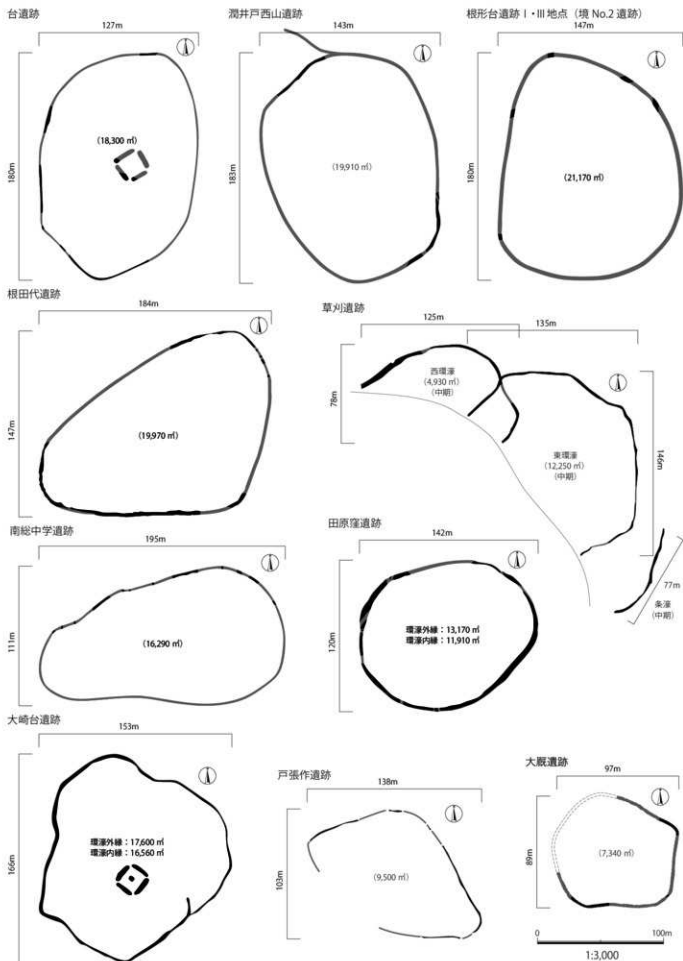 台遺跡
127m
180m
(18,300 ㎡)
潤井戸西山遺跡
143m
183m
(19,910 ㎡)
根形台遺跡Ⅰ・Ⅲ地点（境 No.2 遺跡）
147m
180m
(21,170 ㎡)
根田代遺跡
184m
147m
(19,970 ㎡)
草刈遺跡
125m
135m
78m
西環濠
(4,930 ㎡)
(中期)
東環濠
(12,250 ㎡)
(中期)
146m
77m
条濠
(中期)
南総中学遺跡
195m
111m
(16,290 ㎡)
田原窪遺跡
142m
120m
環濠外縁：13,170 ㎡
環濠内縁：11,910 ㎡
大崎台遺跡
153m
166m
環濠外縁：17,600 ㎡
環濠内縁：16,560 ㎡
戸張作遺跡
138m
103m
(9,500 ㎡)
大厩遺跡
97m
89m
(7,340 ㎡)
0 100m
1:3,000